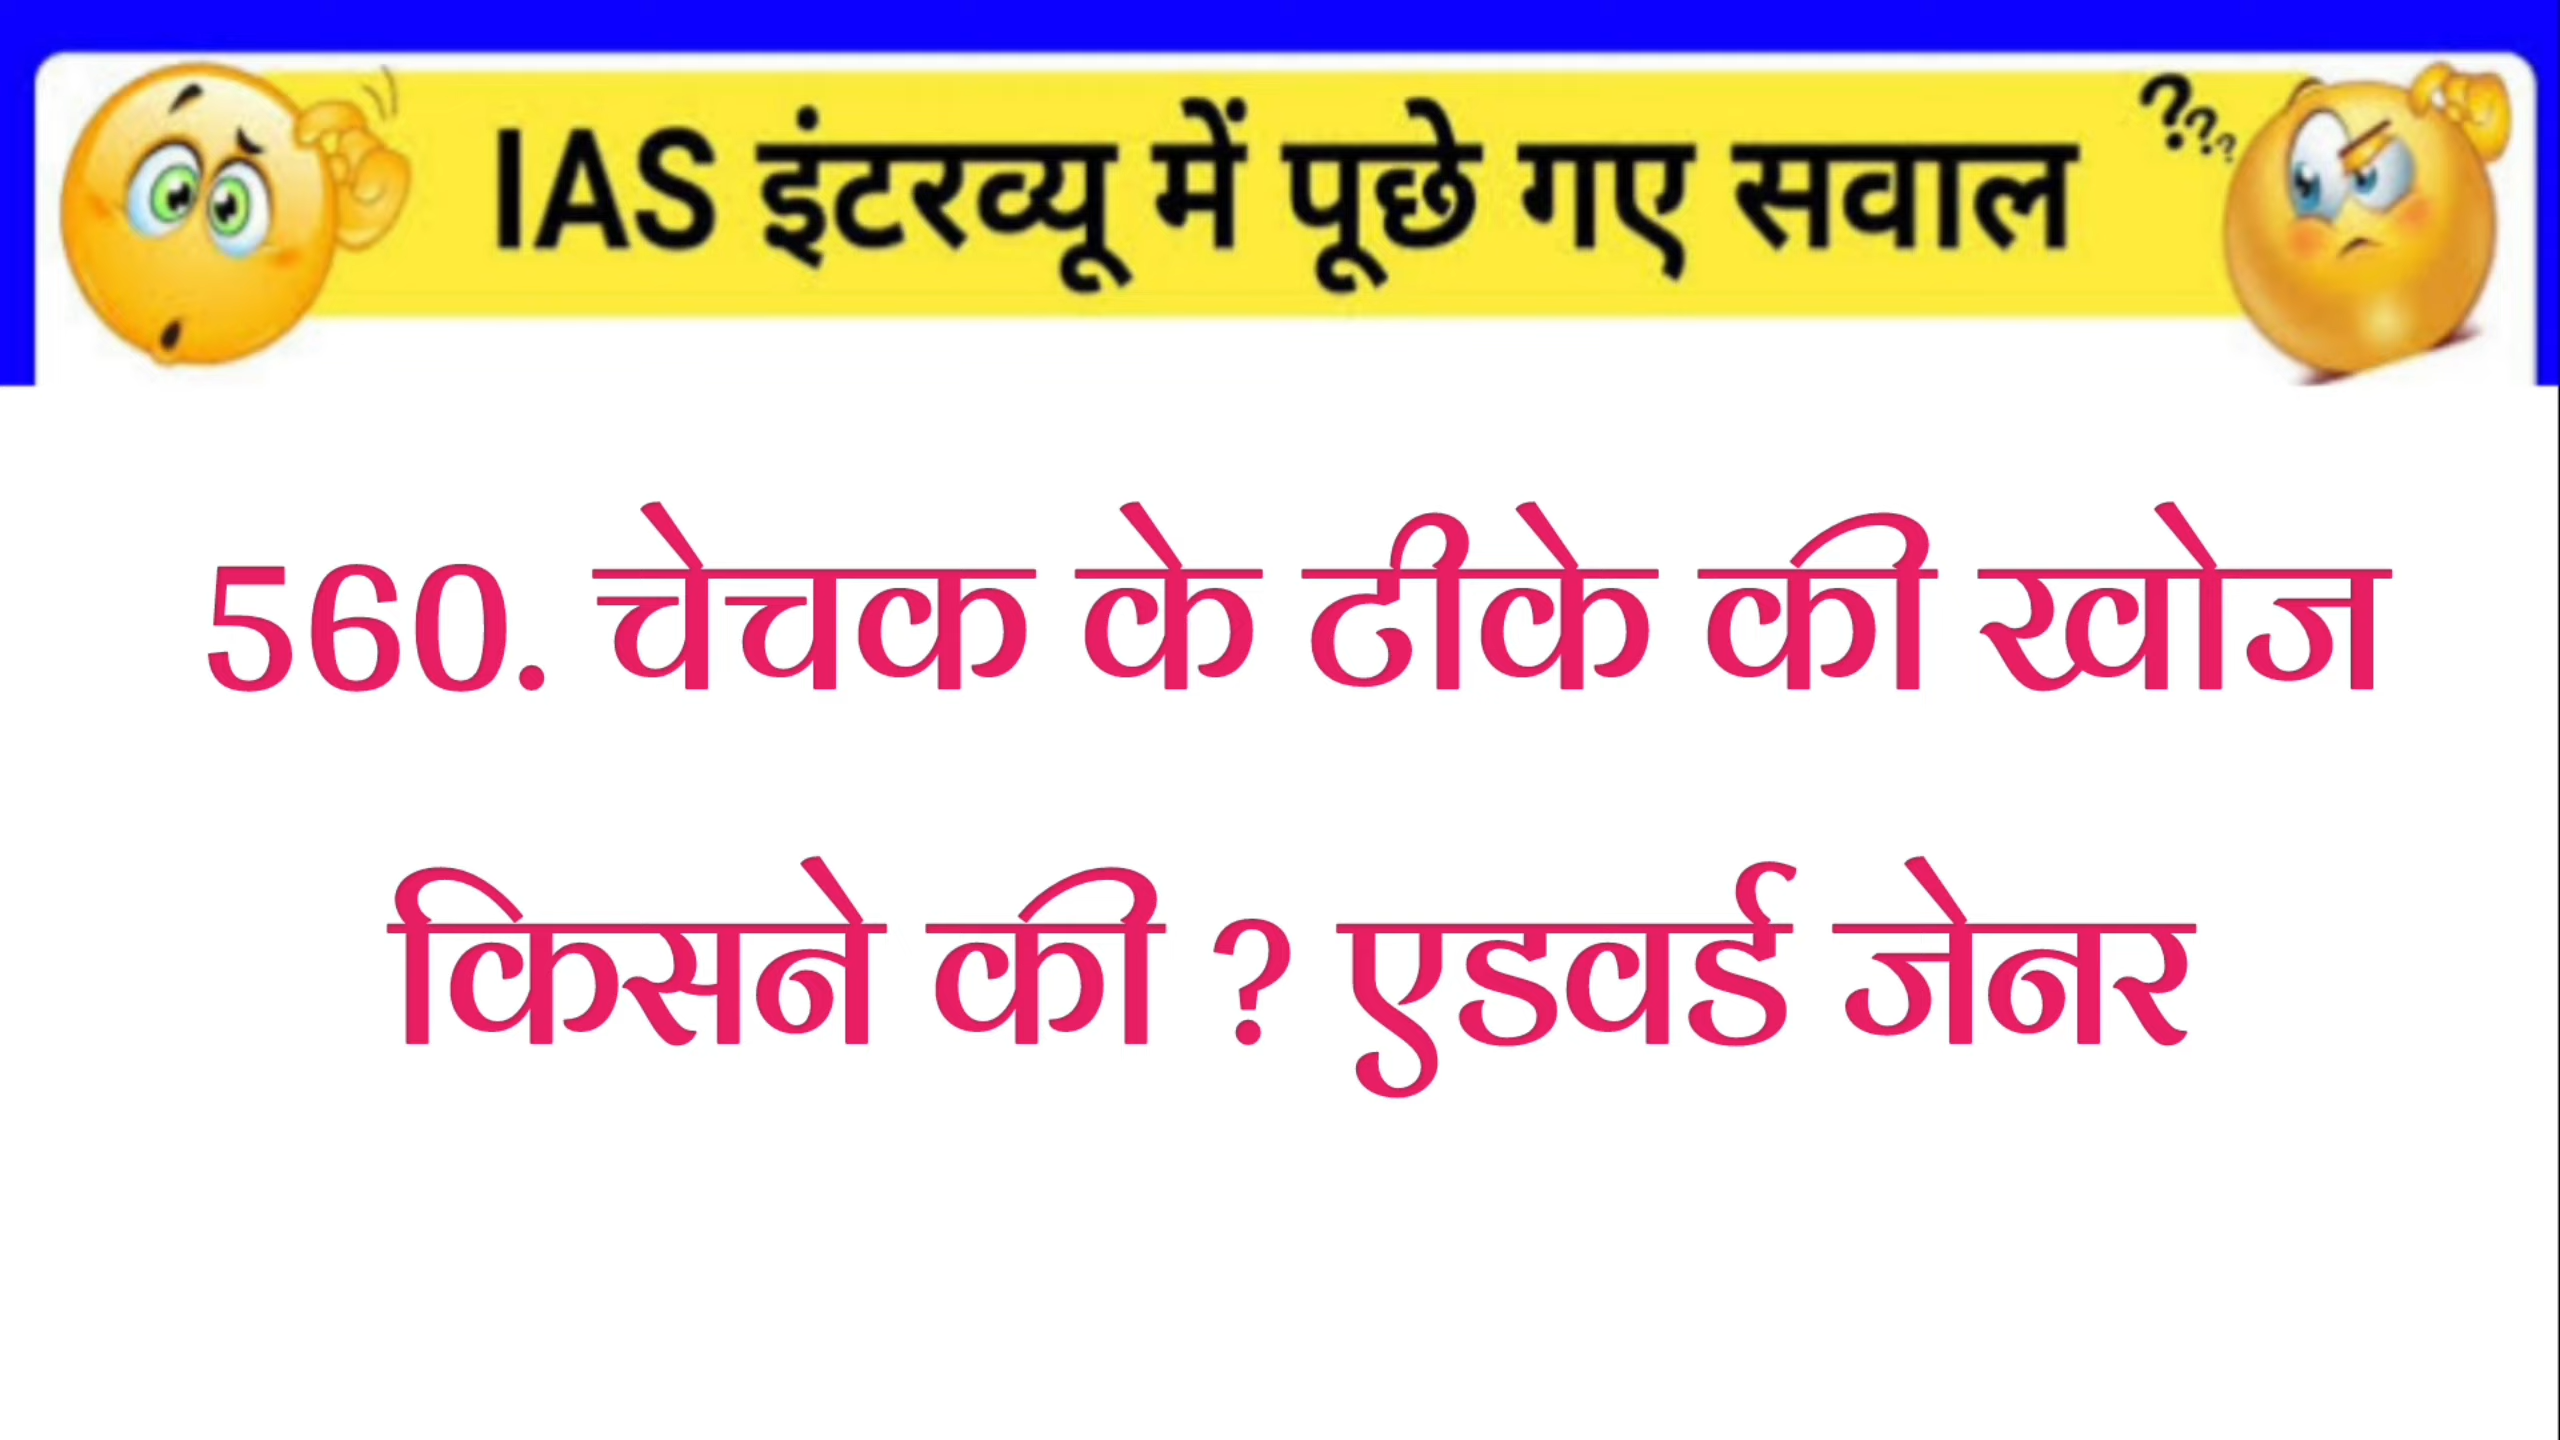 IAS इंटरव्यू में पूछे गए सवाल
???
560. चेचक के टीके की खोज
किसने की ? एडवर्ड जेनर